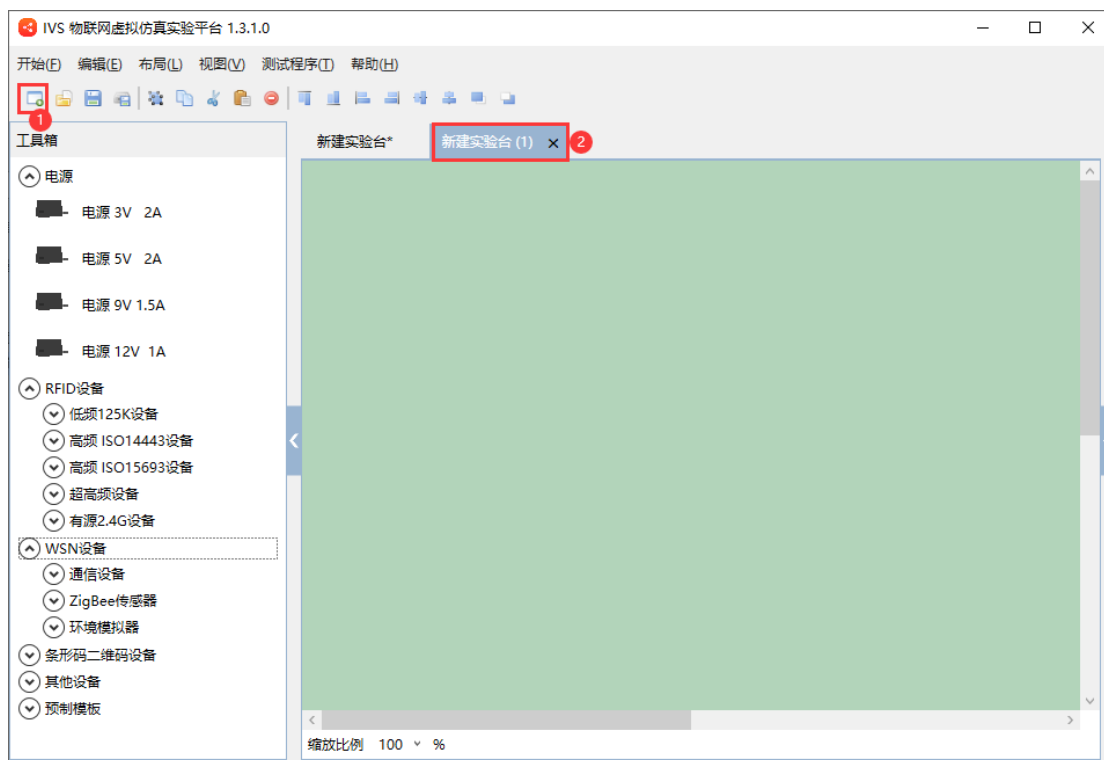 IVS 物联网虚拟仿真实验平台 1.3.1.0
开始(F) 编辑(E) 布局(L) 视图(V) 测试程序(T) 帮助(H)
1
工具箱
新建实验台*
新建实验台 (1)
2
电源
电源 3V 2A
电源 5V 2A
电源 9V 1.5A
电源 12V 1A
RFID设备
低频125K设备
高频 ISO14443设备
高频 ISO15693设备
超高频设备
有源2.4G设备
WSN设备
通信设备
ZigBee传感器
环境模拟器
条形码二维码设备
其他设备
预制模板
缩放比例 100 %